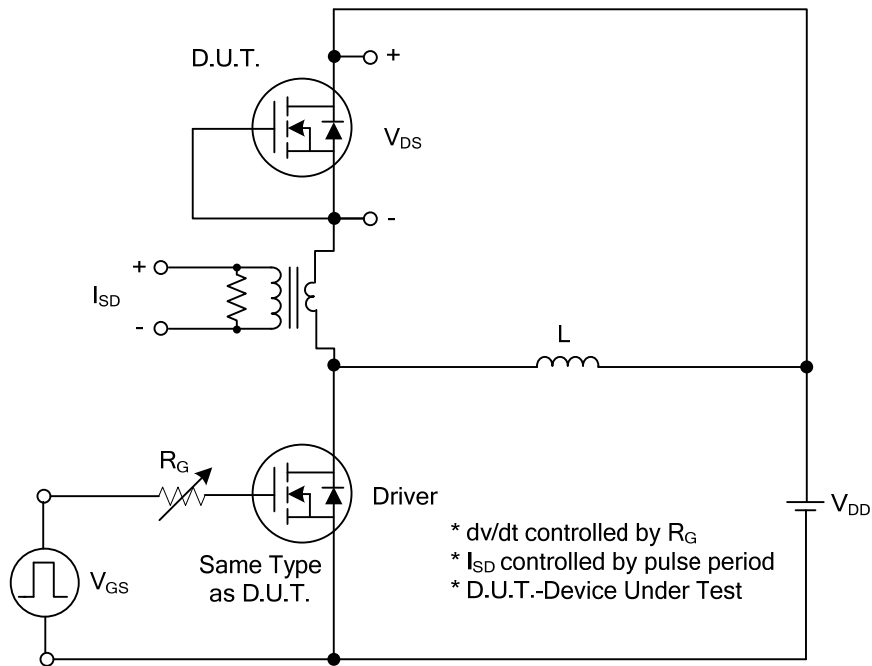 D.U.T.
+
V_DS
-
+
I_SD
-
L
R_G
Driver
V_DD
V_GS
Same Type
as D.U.T.
* dv/dt controlled by R_G
* I_SD controlled by pulse period
* D.U.T.-Device Under Test